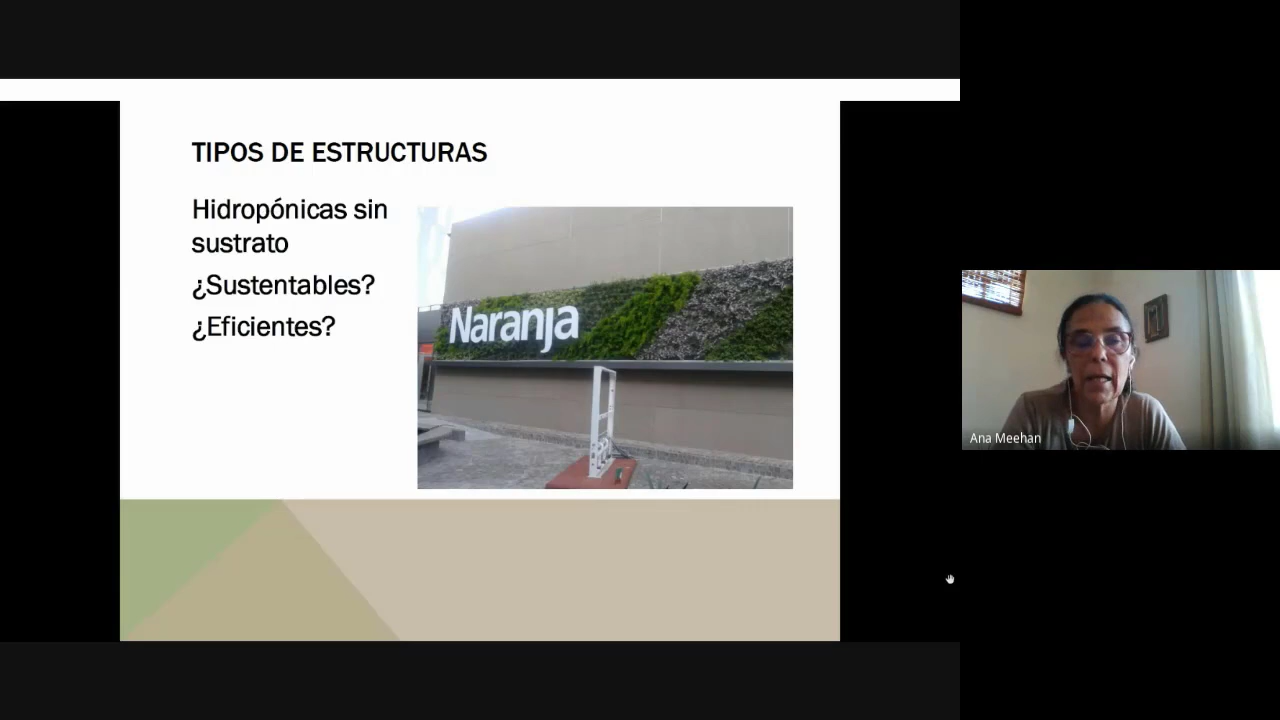 TIPOS DE ESTRUCTURAS
Hidropónicas sin
sustrato
¿Sustentables?
¿Eficientes?
Naranja
Ana Meehan